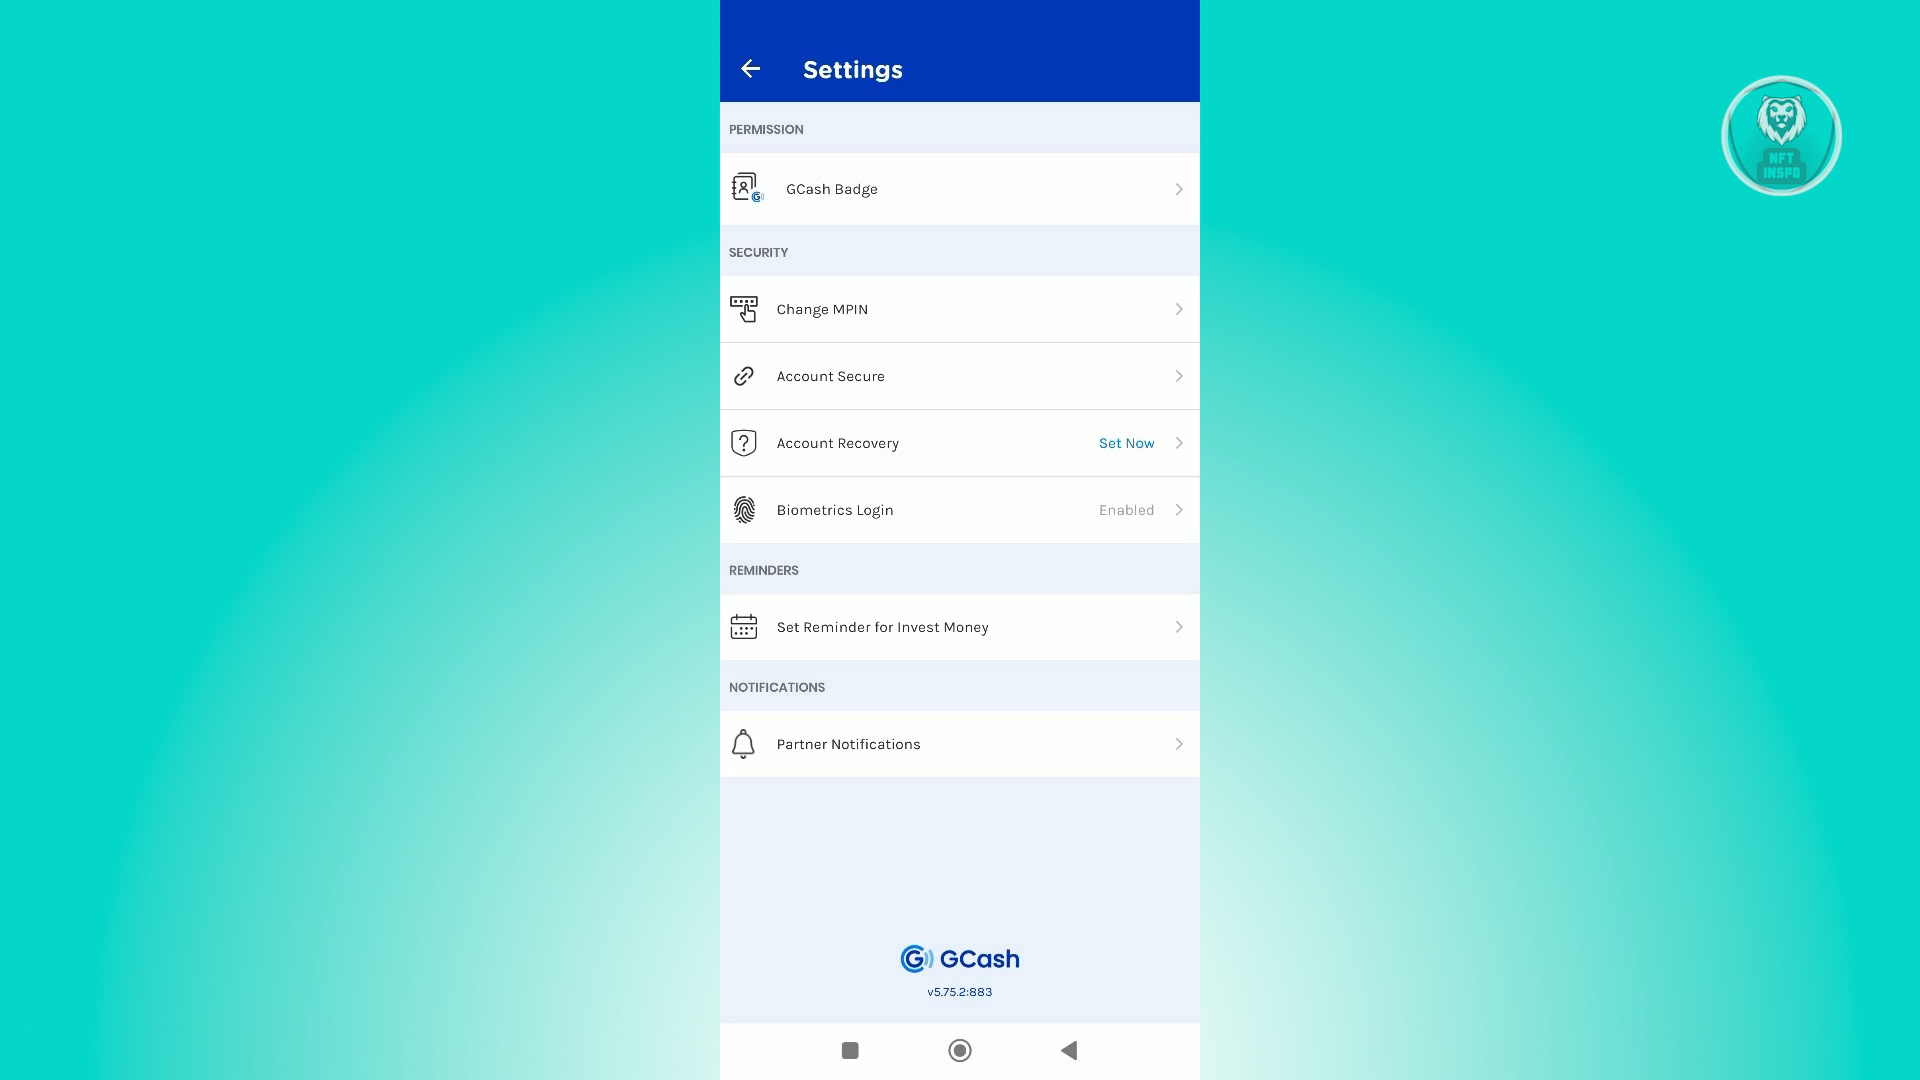 Settings
PERMISSION
GCash Badge
SECURITY
Change MPIN
Account Secure
Account Recovery Set Now
Biometrics Login Enabled
REMINDERS
Set Reminder for Invest Money
NOTIFICATIONS
Partner Notifications
GCash
v5.75.2:883
NFT
INSPO